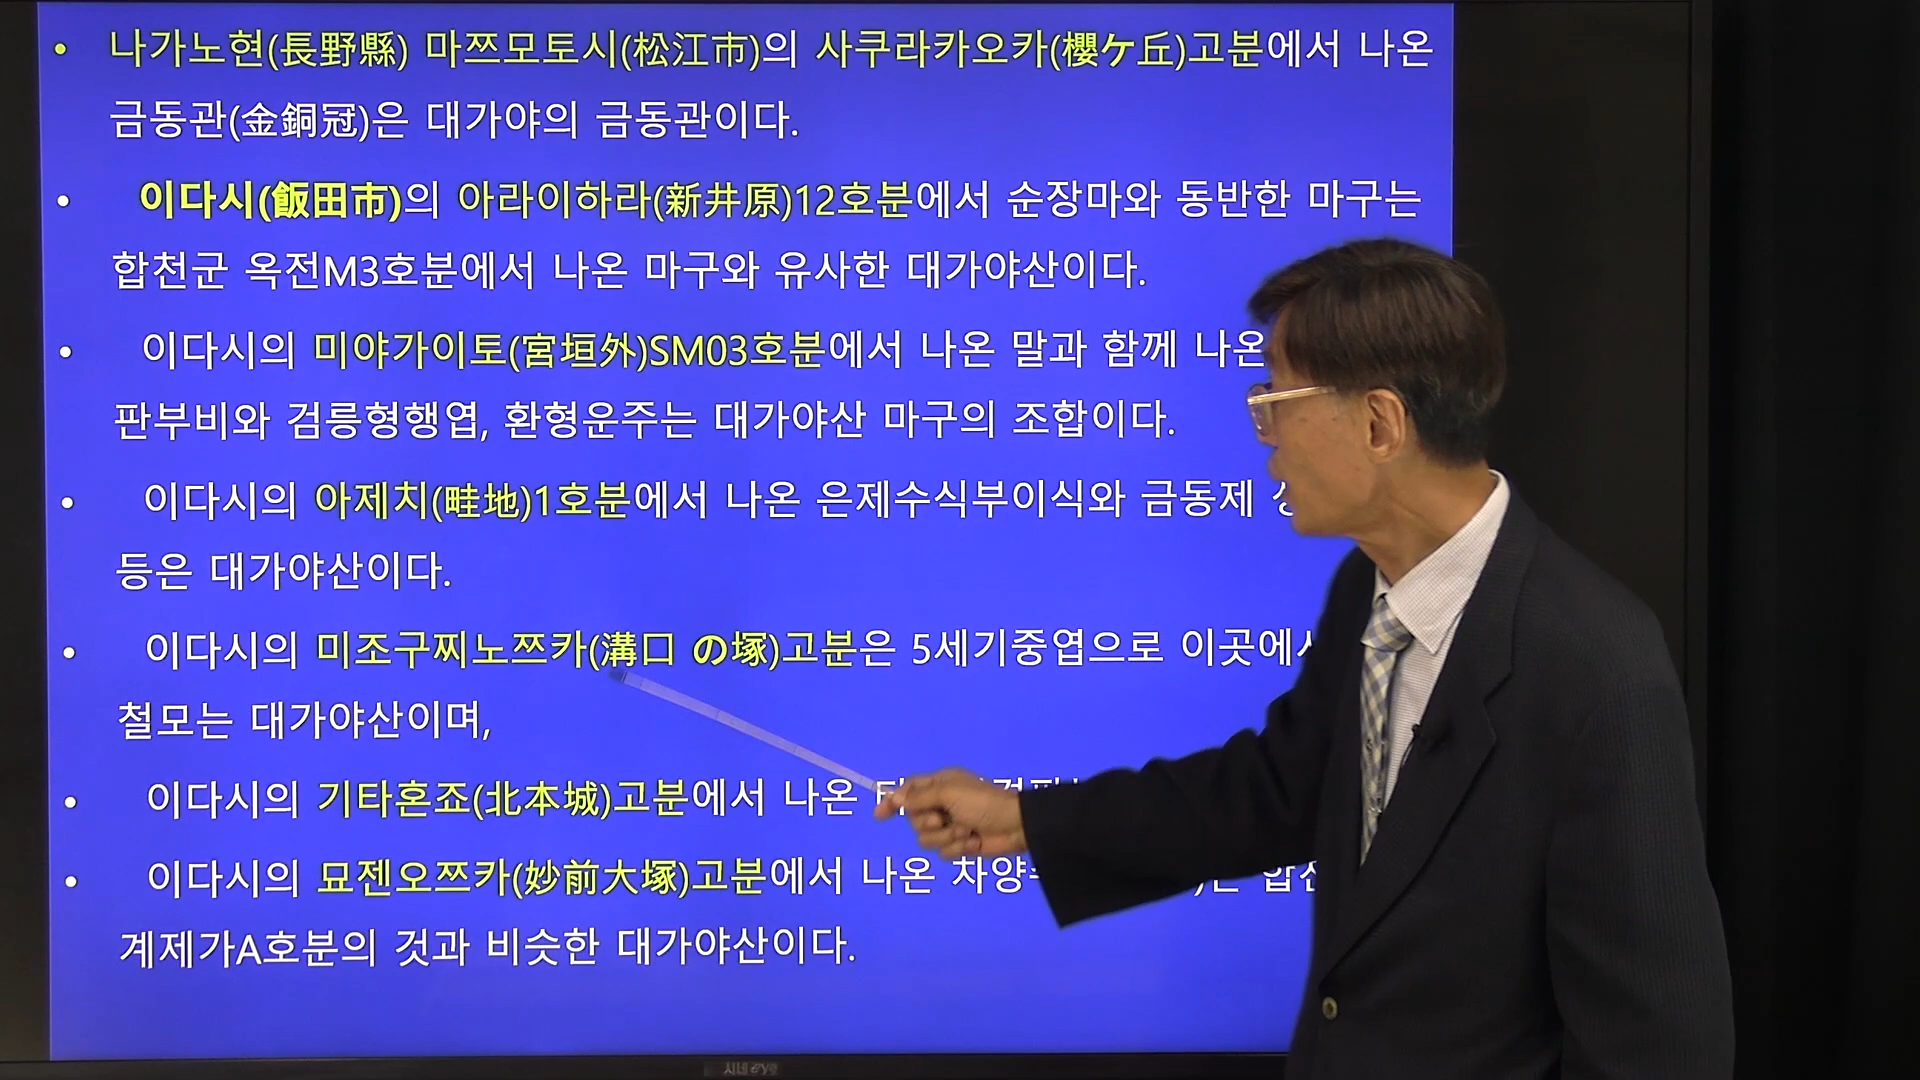 • 나가노현(長野縣) 마쯔모토시(松江市)의 사쿠라카오카(櫻ケ丘)고분에서 나온
금동관(金銅冠)은 대가야의 금동관이다.
• 이다시(飯田市)의 아라이하라(新井原)12호분에서 순장마와 동반한 마구는
합천군 옥전M3호분에서 나온 마구와 유사한 대가야산이다.
• 이다시의 미야가이토(宮垣外)SM03호분에서 나온 말과 함께 나온
판부비와 검릉형행엽, 환형운주는 대가야산 마구의 조합이다.
• 이다시의 아제치(畦地)1호분에서 나온 은제수식부이식와 금동제
등은 대가야산이다.
• 이다시의 미조구찌노쯔카(溝口 の塚)고분은 5세기중엽으로 이곳에서
철모는 대가야산이며,
• 이다시의 기타혼죠(北本城)고분에서 나온
• 이다시의 묘젠오쯔카(妙前大塚)고분에서 나온 차양
계제가A호분의 것과 비슷한 대가야산이다.
시네eye